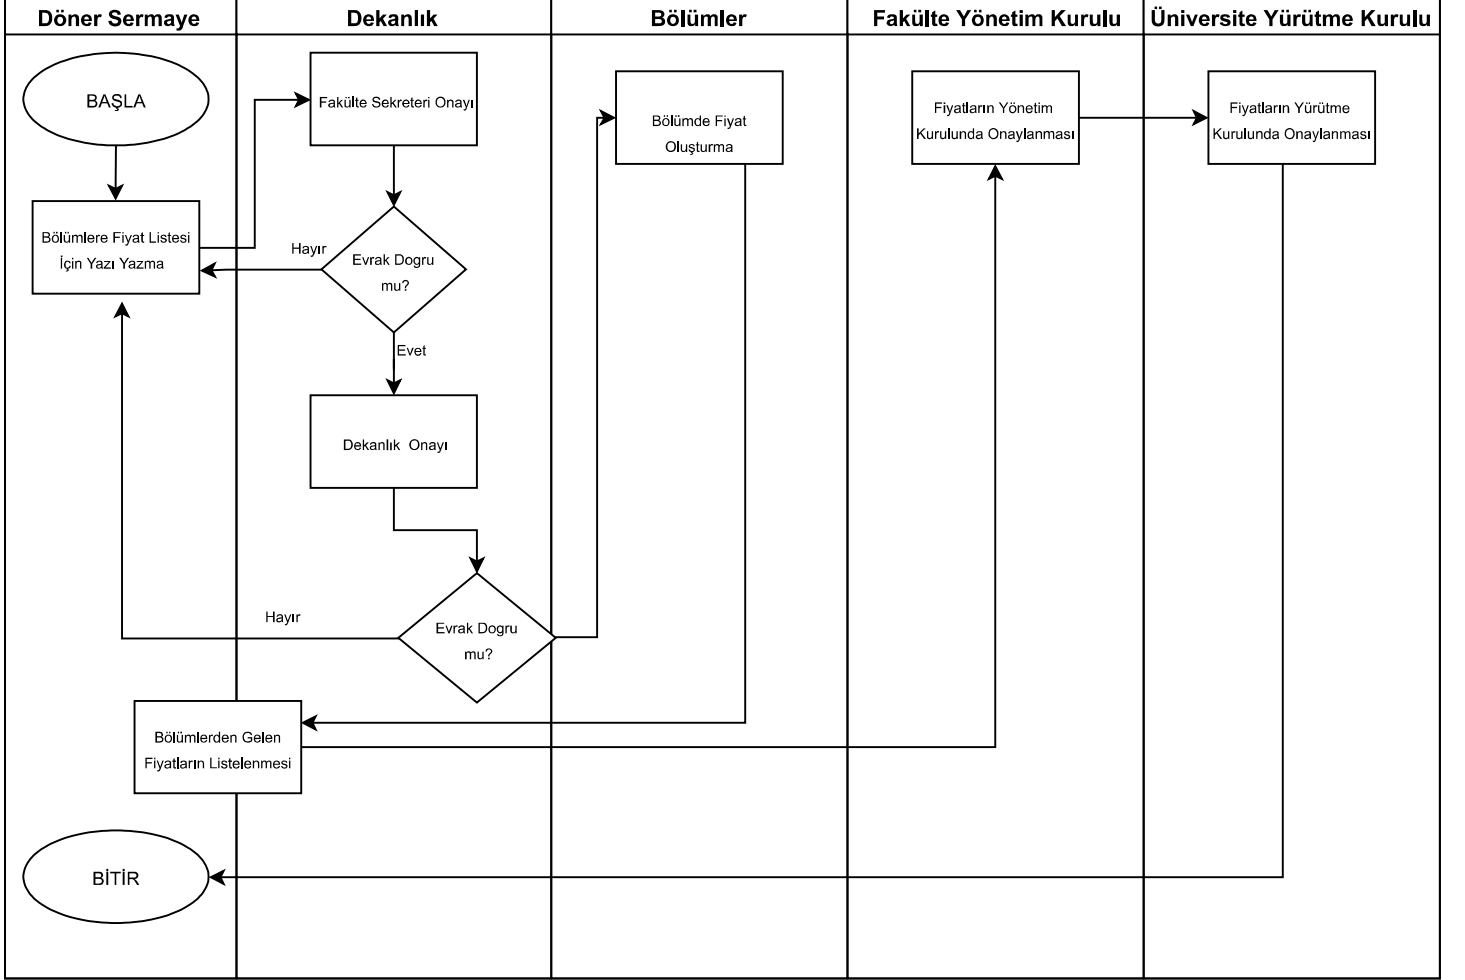 Döner Sermaye
Dekanlık
Bölümler
Fakülte Yönetim Kurulu
Üniversite Yürütme Kurulu
BAŞLA
Bölümlere Fiyat Listesi
İçin Yazı Yazma
Fakülte Sekreteri Onayı
Hayır
Evrak Dogru
mu?
Evet
Dekanlık Onayı
Hayır
Evrak Dogru
mu?
Bölümde Fiyat
Oluşturma
Bölümlerden Gelen
Fiyatların Listelenmesi
Fiyatların Yönetim
Kurulunda Onaylanması
Fiyatların Yürütme
Kurulunda Onaylanması
BİTİR